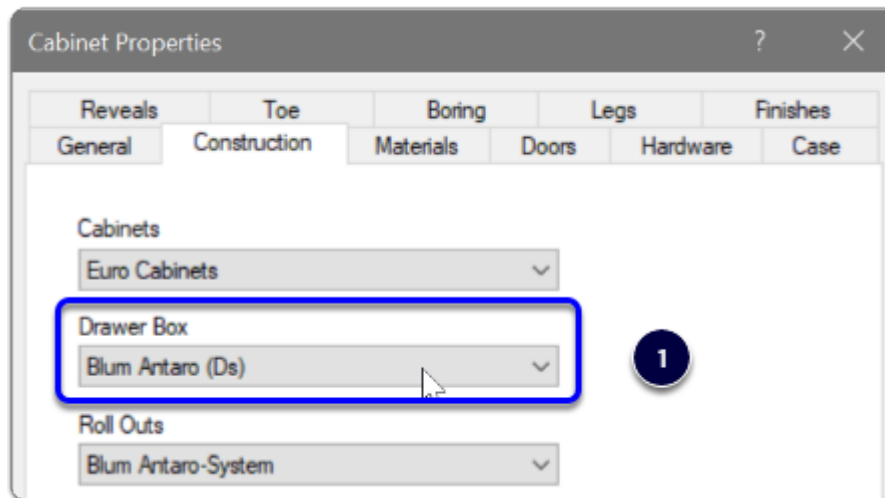 Cabinet Properties ? ×
Reveals Toe Boring Legs Finishes
General Construction Materials Doors Hardware Case
Cabinets
Euro Cabinets
Drawer Box
Blum Antaro (Ds)
1
Roll Outs
Blum Antaro-System